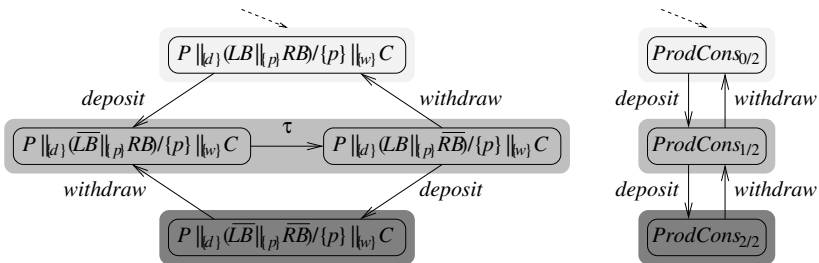 P ||{d} (LB ||{p} RB)/{p} ||{w} C
ProdCons0/2
deposit
withdraw
deposit
withdraw
τ
P ||{d} (L̅B̅ ||{p} RB)/{p} ||{w} C
P ||{d} (LB ||{p} R̅B̅)/{p} ||{w} C
ProdCons1/2
withdraw
deposit
deposit
withdraw
P ||{d} (L̅B̅ ||{p} R̅B̅)/{p} ||{w} C
ProdCons2/2